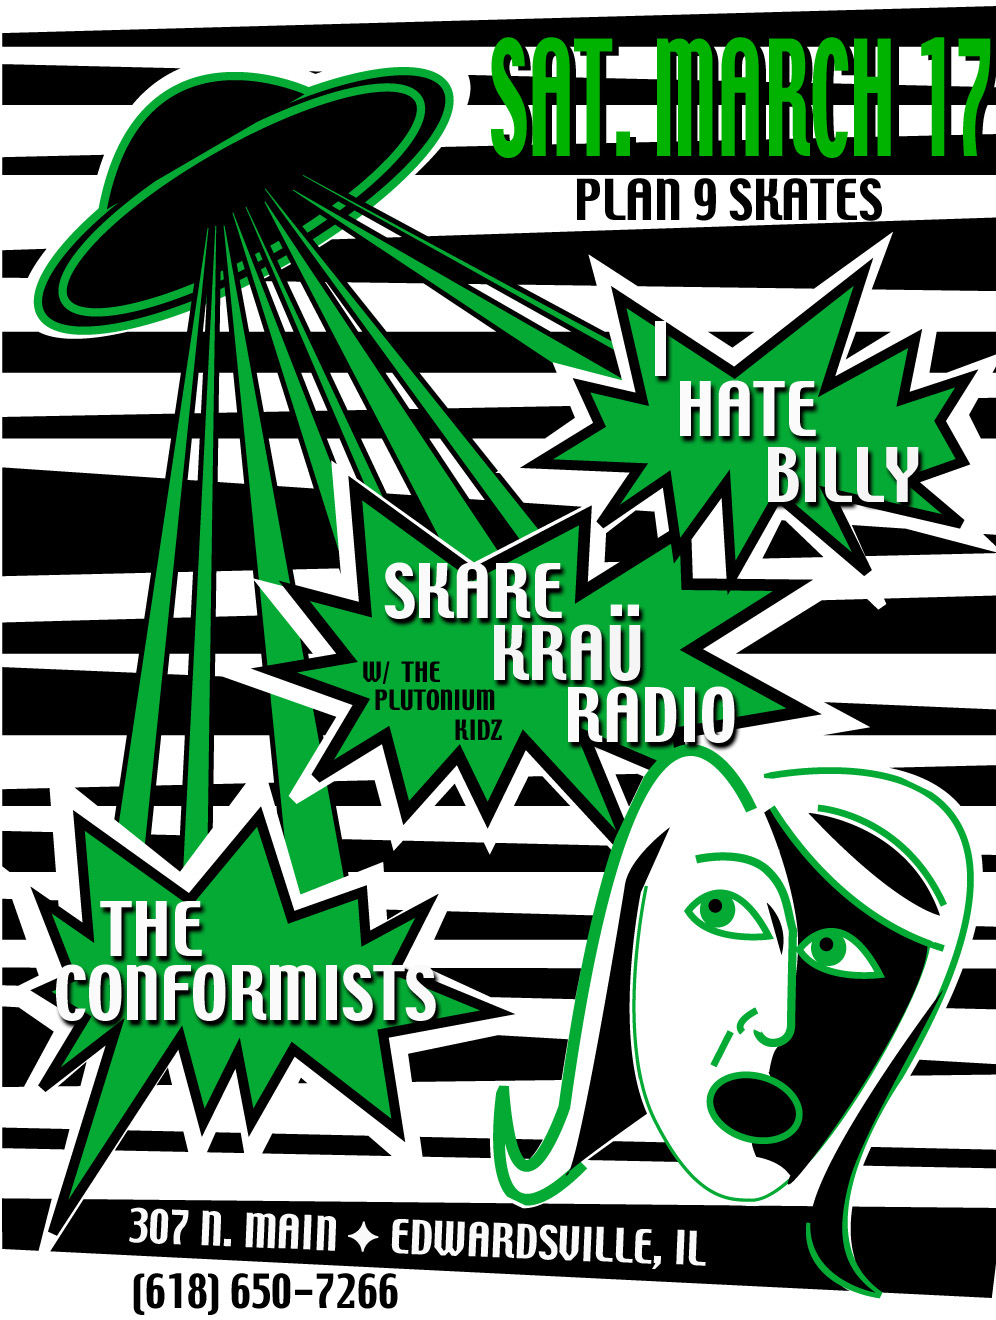 SAT. MARCH 17
PLAN 9 SKATES
I
HATE
BILLY
SKARE
KRAÜ
RADIO
W/ THE
PLUTONIUM
KIDZ
THE
CONFORMISTS
307 N. MAIN ✦ EDWARDSVILLE, IL
(618) 650-7266